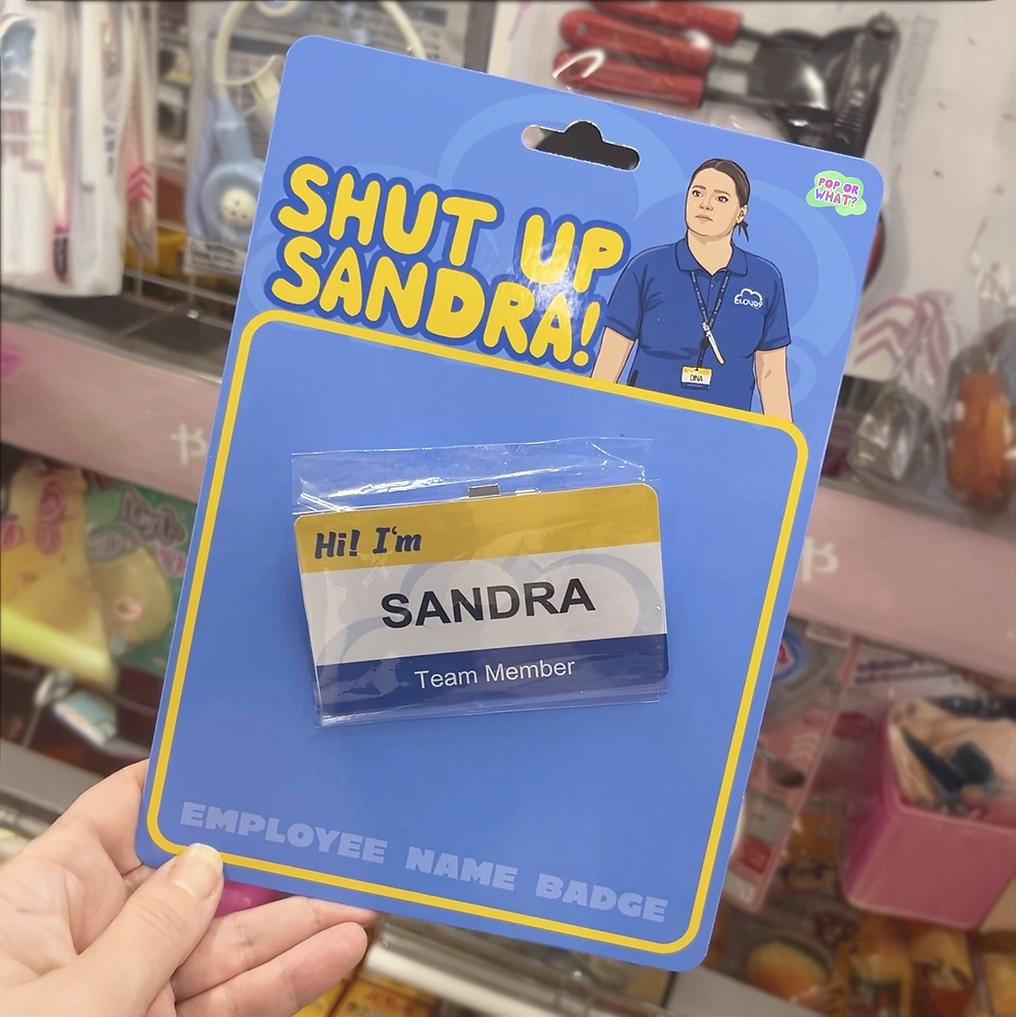 SHUT UP
SANDRA!
POP OR
WHAT?
CLOUD9
DINA
Hi! I'm
SANDRA
Team Member
EMPLOYEE NAME BADGE